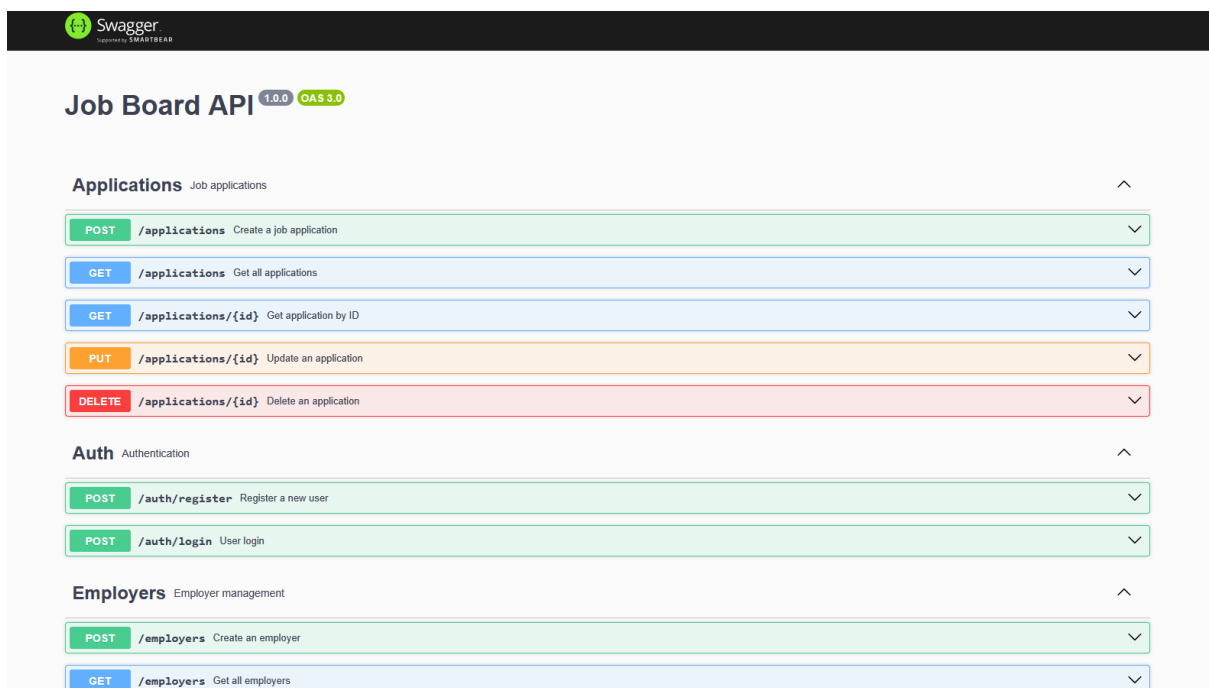 {...} Swagger.
Supported by SMARTBEAR
Job Board API 1.0.0 OAS 3.0
Applications Job applications
POST /applications Create a job application
GET /applications Get all applications
GET /applications/{id} Get application by ID
PUT /applications/{id} Update an application
DELETE /applications/{id} Delete an application
Auth Authentication
POST /auth/register Register a new user
POST /auth/login User login
Employers Employer management
POST /employers Create an employer
GET /employers Get all employers